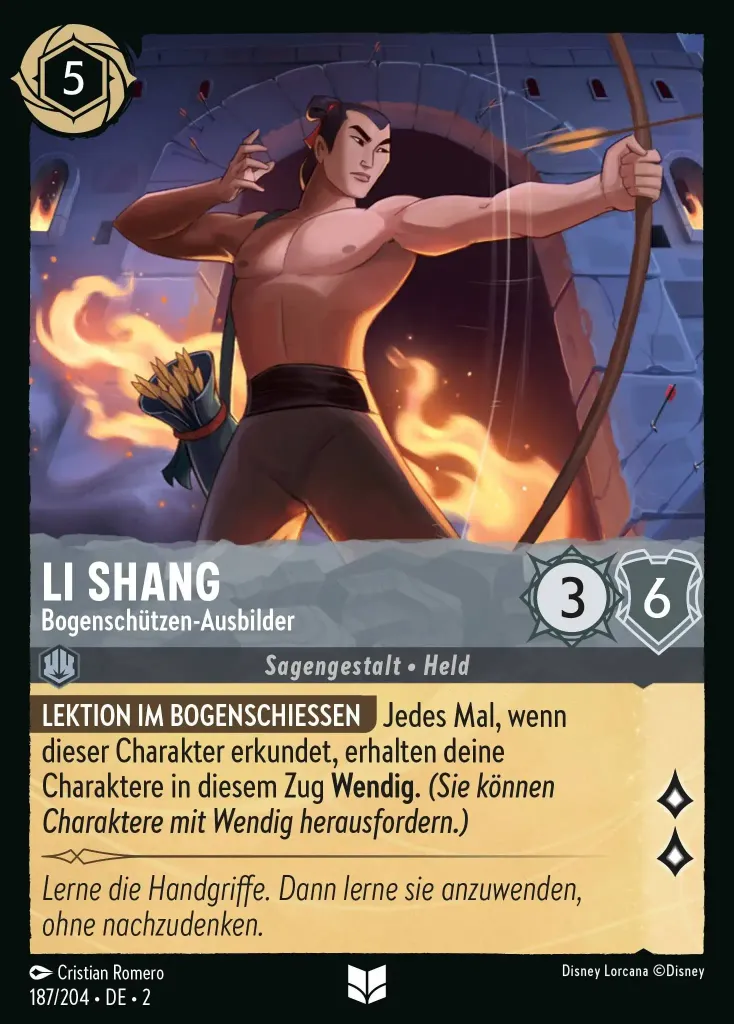 5
LI SHANG
Bogenschützen-Ausbilder
3
6
Sagengestalt • Held
LEKTION IM BOGENSCHIESSEN Jedes Mal, wenn
dieser Charakter erkundet, erhalten deine
Charaktere in diesem Zug Wendig. (Sie können
Charaktere mit Wendig herausfordern.)
Lerne die Handgriffe. Dann lerne sie anzuwenden,
ohne nachzudenken.
Cristian Romero
Disney Lorcana ©Disney
187/204 • DE • 2